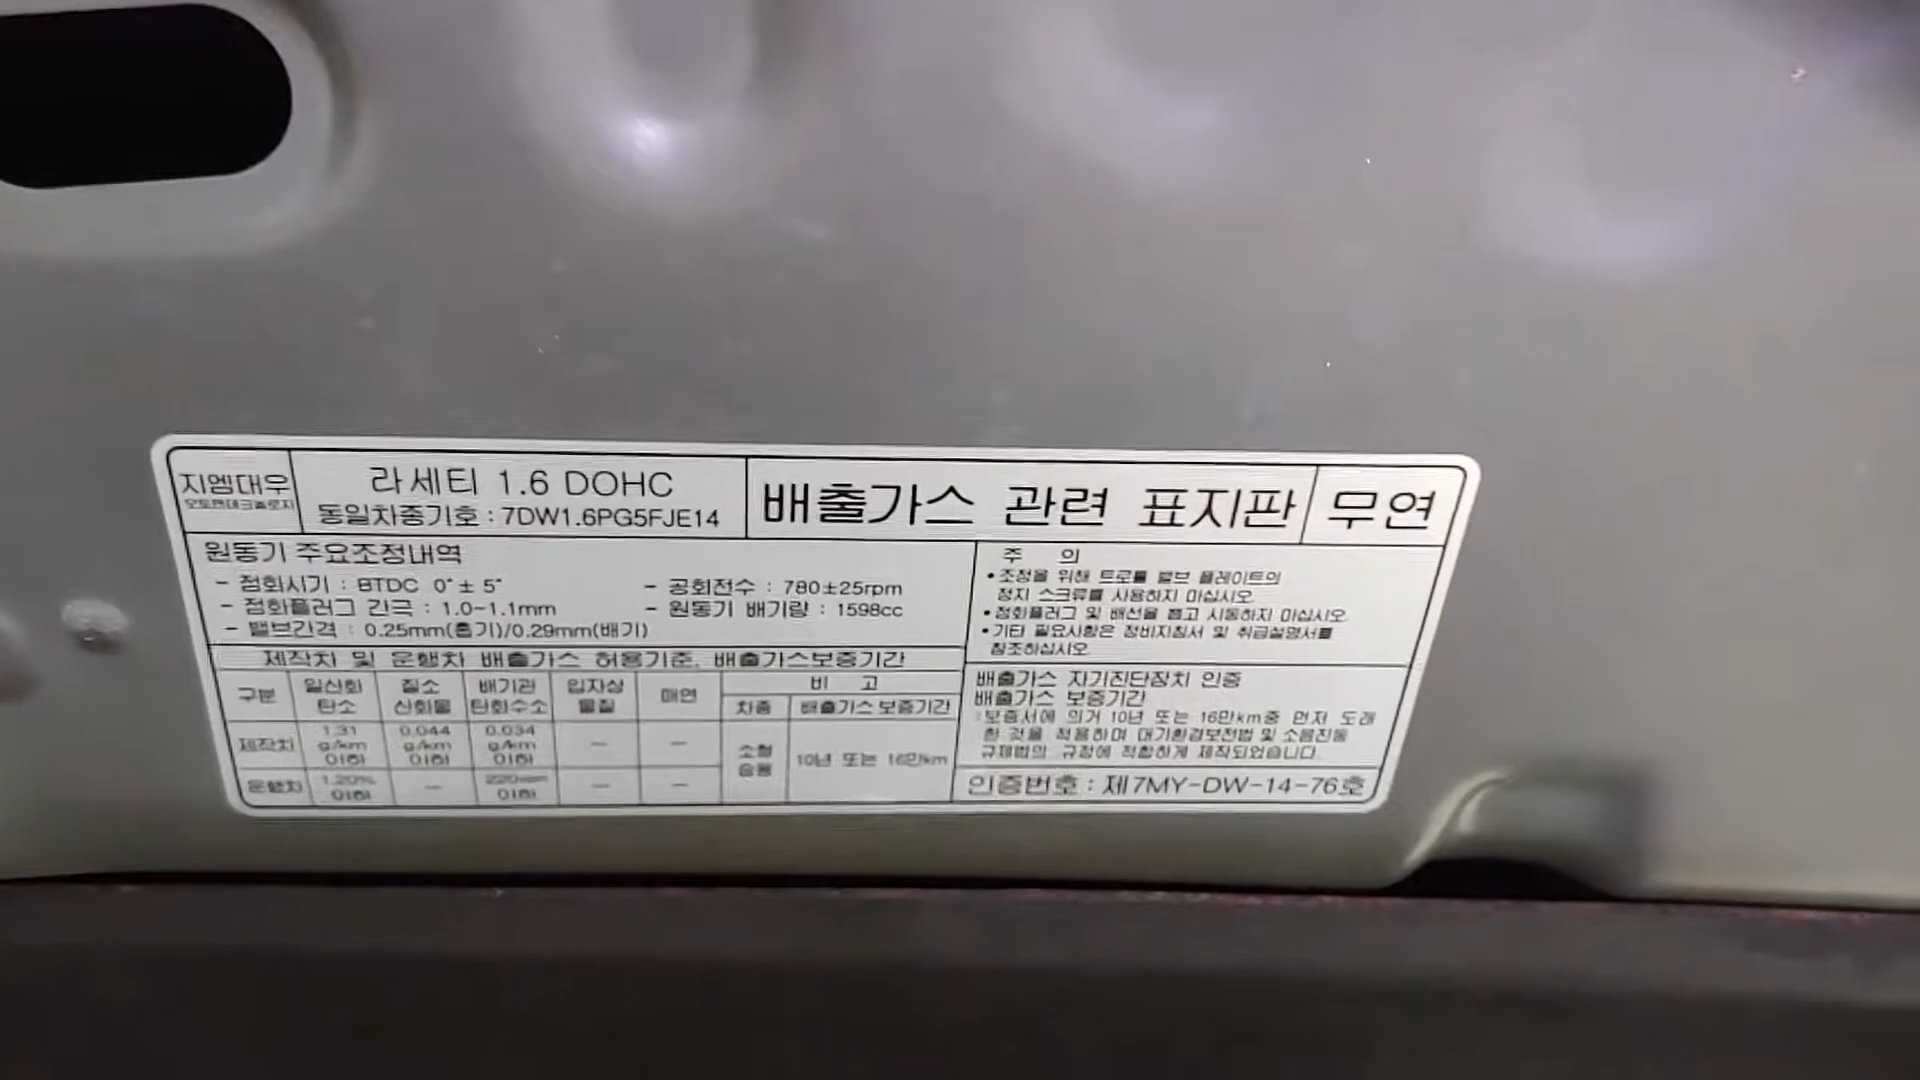 지엠대우
오토앤테크놀로지
라세티 1.6 DOHC
동일차종기호 : 7DW1.6PG5FJE14
배출가스 관련 표지판
무연
원동기 주요조정내역
- 점화시기 : BTDC 0°± 5°
- 점화플러그 간극 : 1.0-1.1mm
- 밸브간격 : 0.25mm(흡기)/0.29mm(배기)
- 공회전수 : 780±25rpm
- 원동기 배기량 : 1598cc
제작차 및 운행차 배출가스 허용기준, 배출가스보증기간
구분
일산화
탄소
질소
산화물
배기관
탄화수소
입자상
물질
매연
비 고
차종
배출가스 보증기간
제작차
1.31
g/km
이하
0.044
g/km
이하
0.034
g/km
이하
-
-
소형
승용
10년 또는 16만km
운행차
1.20%
이하
-
220ppm
이하
-
-
주 의
•조정을 위해 트로틀 밸브 플레이트의
정지 스크류를 사용하지 마십시오.
•점화플러그 및 배선을 뽑고 시동하지 마십시오.
•기타 필요사항은 정비지침서 및 취급설명서를
참조하십시오.
배출가스 자기진단장치 인증
배출가스 보증기간
:보증서에 의거 10년 또는 16만km중 먼저 도래
한 것을 적용하며 대기환경보전법 및 소음진동
규제법의 규정에 적합하게 제작되었습니다.
인증번호 : 제7MY-DW-14-76호